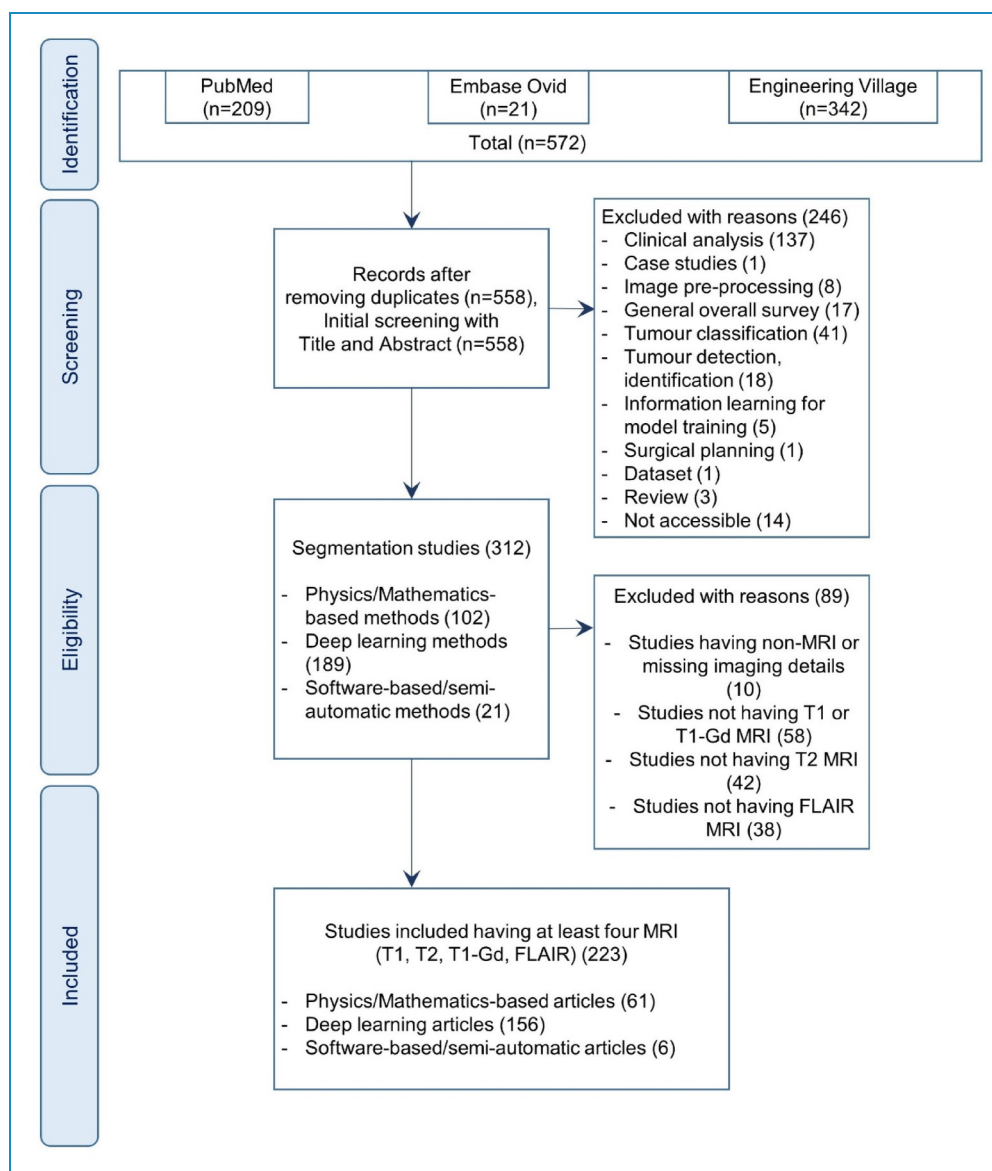 Identification
PubMed
(n=209)
Embase Ovid
(n=21)
Engineering Village
(n=342)
Total (n=572)
Screening
Records after
removing duplicates (n=558),
Initial screening with
Title and Abstract (n=558)
Excluded with reasons (246)
- Clinical analysis (137)
- Case studies (1)
- Image pre-processing (8)
- General overall survey (17)
- Tumour classification (41)
- Tumour detection,
identification (18)
- Information learning for
model training (5)
- Surgical planning (1)
- Dataset (1)
- Review (3)
- Not accessible (14)
Eligibility
Segmentation studies (312)
- Physics/Mathematics-
based methods (102)
- Deep learning methods
(189)
- Software-based/semi-
automatic methods (21)
Excluded with reasons (89)
- Studies having non-MRI or
missing imaging details
(10)
- Studies not having T1 or
T1-Gd MRI (58)
- Studies not having T2 MRI
(42)
- Studies not having FLAIR
MRI (38)
Included
Studies included having at least four MRI
(T1, T2, T1-Gd, FLAIR) (223)
- Physics/Mathematics-based articles (61)
- Deep learning articles (156)
- Software-based/semi-automatic articles (6)